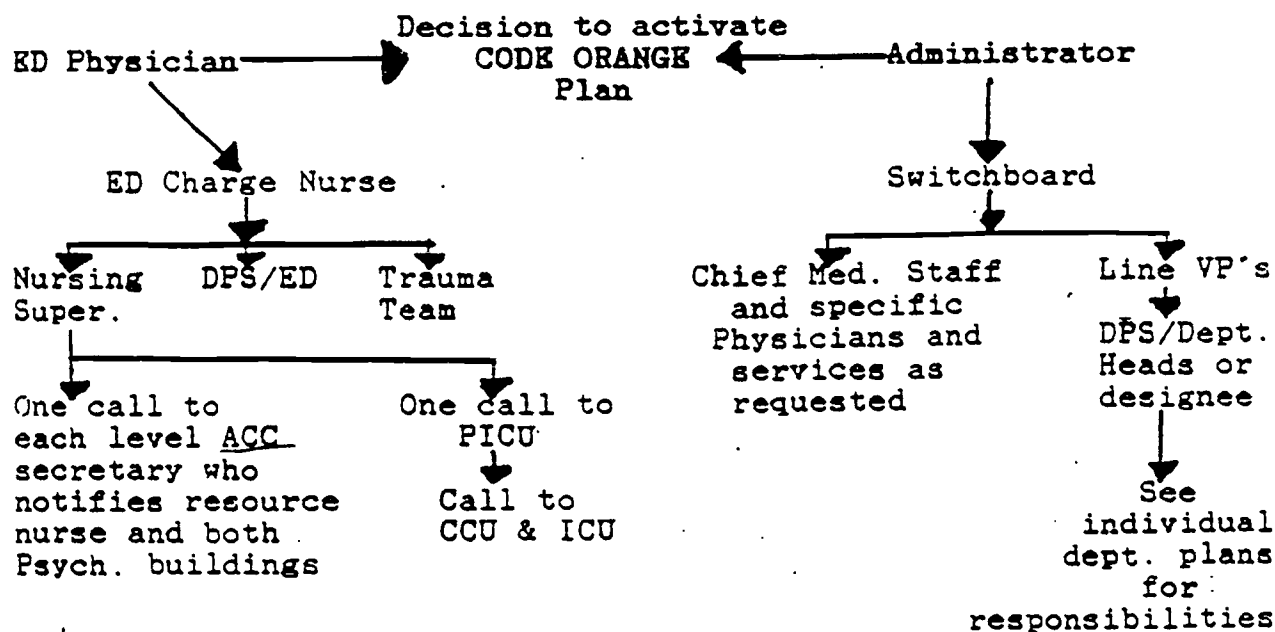 Decision to activate
CODE ORANGE
Plan
ED Physician
Administrator
ED Charge Nurse
Switchboard
Nursing
Super.
DPS/ED
Trauma
Team
Chief Med. Staff
and specific
Physicians and
services as
requested
Line VP's
DPS/Dept.
Heads or
designee
One call to
each level ACC
secretary who
notifies resource
nurse and both
Psych. buildings
One call to
PICU
Call to
CCU & ICU
See
individual
dept. plans
for
responsibilities